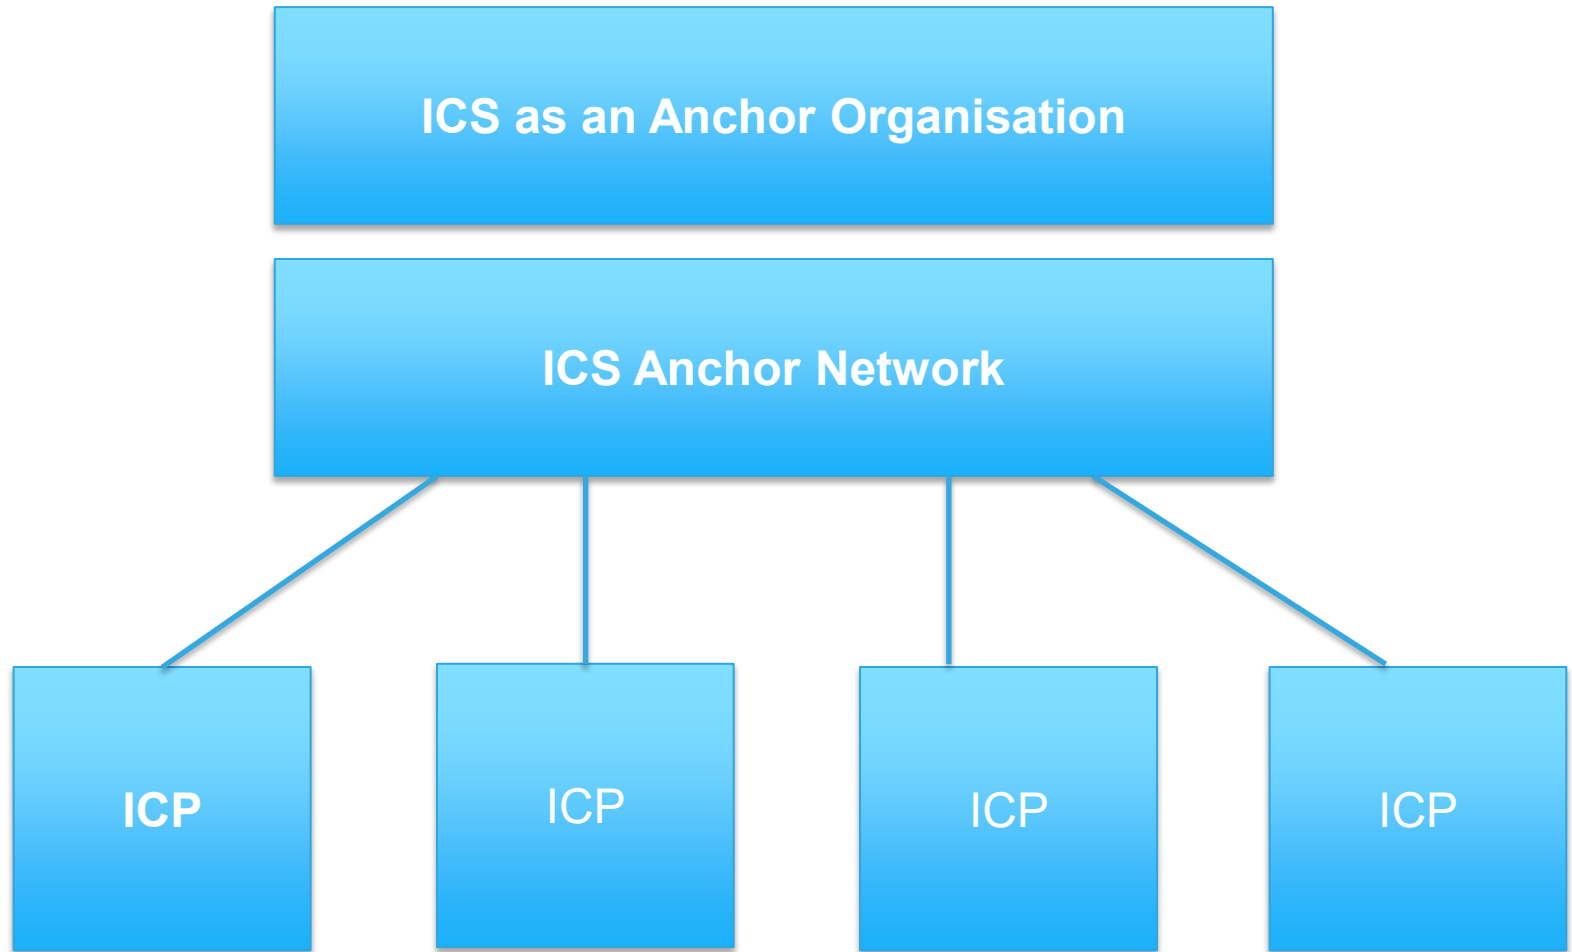 ICS as an Anchor Organisation
ICS Anchor Network
ICP
ICP
ICP
ICP